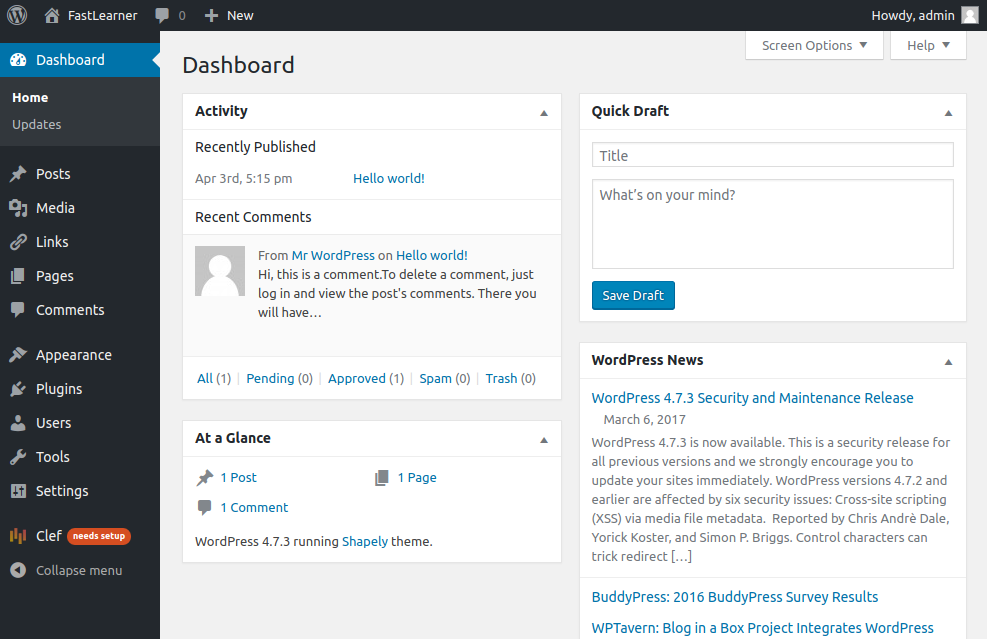 FastLearner 0 New Howdy, admin
Dashboard
Home
Updates
Posts
Media
Links
Pages
Comments
Appearance
Plugins
Users
Tools
Settings
Clef needs setup
Collapse menu
Screen Options Help
Dashboard
Activity
Recently Published
Apr 3rd, 5:15 pm Hello world!
Recent Comments
From Mr WordPress on Hello world!
Hi, this is a comment.To delete a comment, just
log in and view the post's comments. There you
will have…
All (1) | Pending (0) | Approved (1) | Spam (0) | Trash (0)
At a Glance
1 Post 1 Page
1 Comment
WordPress 4.7.3 running Shapely theme.
Quick Draft
Title
What's on your mind?
Save Draft
WordPress News
WordPress 4.7.3 Security and Maintenance Release
March 6, 2017
WordPress 4.7.3 is now available. This is a security release for
all previous versions and we strongly encourage you to
update your sites immediately. WordPress versions 4.7.2 and
earlier are affected by six security issues: Cross-site scripting
(XSS) via media file metadata.  Reported by Chris Andrè Dale,
Yorick Koster, and Simon P. Briggs. Control characters can
trick redirect […]
BuddyPress: 2016 BuddyPress Survey Results
WPTavern: Blog in a Box Project Integrates WordPress